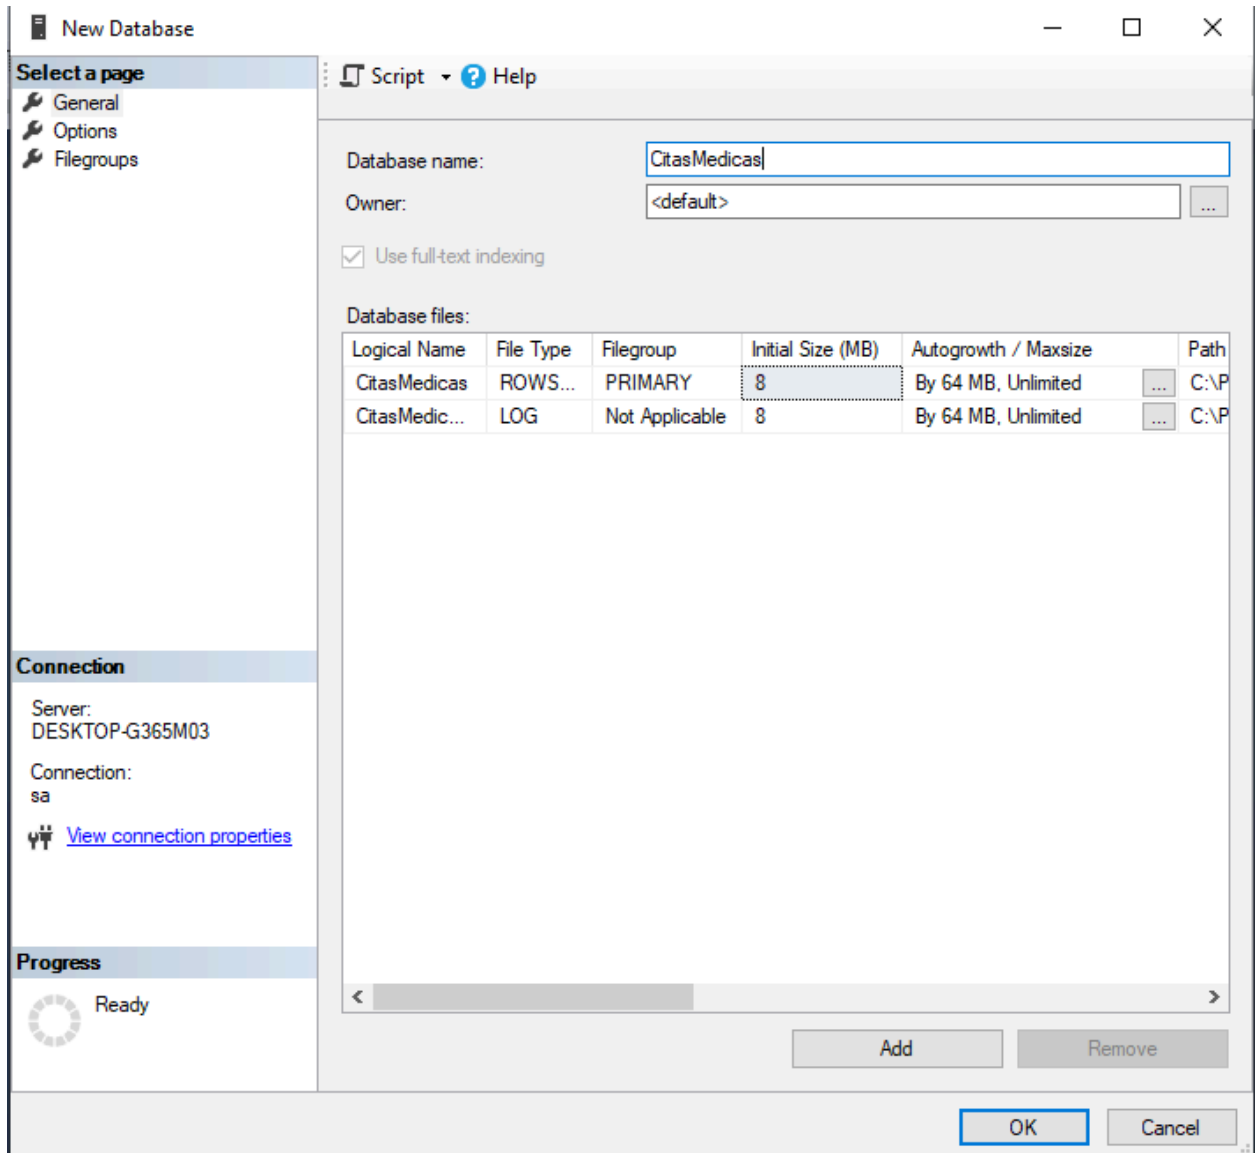 New Database
Select a page
General
Options
Filegroups
Script Help
Database name: CitasMedicas
Owner: <default> ...
Use full-text indexing
Database files:
Logical Name File Type Filegroup Initial Size (MB) Autogrowth / Maxsize Path
CitasMedicas ROWS... PRIMARY 8 By 64 MB, Unlimited ... C:\P
CitasMedic... LOG Not Applicable 8 By 64 MB, Unlimited ... C:\P
Connection
Server:
DESKTOP-G365M03
Connection:
sa
View connection properties
Progress
Ready
Add Remove
OK Cancel